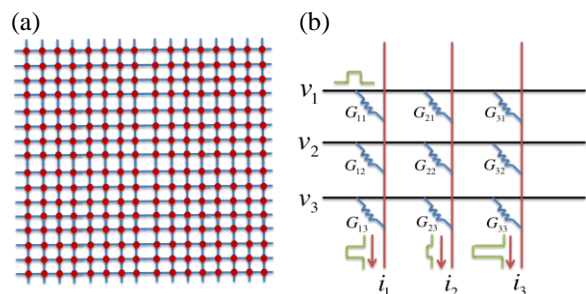 (a) (b)
v₁
G₁₁ G₂₁ G₃₁
v₂
G₁₂ G₂₂ G₃₂
v₃
G₁₃ G₂₃ G₃₃
i₁ i₂ i₃